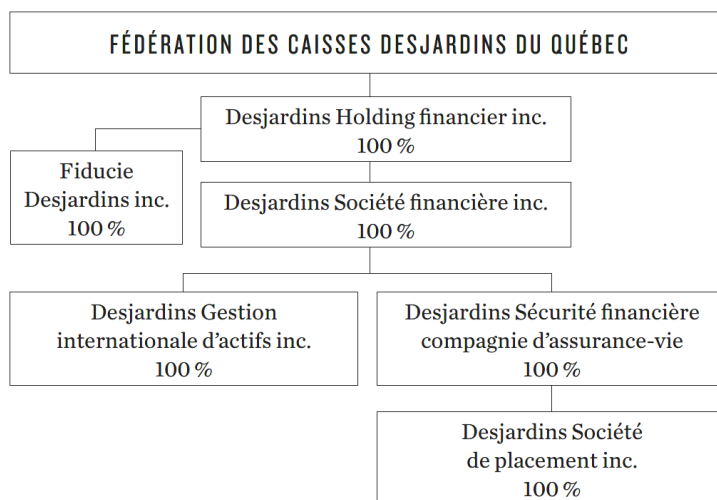 FÉDÉRATION DES CAISSES DESJARDINS DU QUÉBEC
Desjardins Holding financier inc.
100 %
Fiducie
Desjardins inc.
100 %
Desjardins Société financière inc.
100 %
Desjardins Gestion
internationale d’actifs inc.
100 %
Desjardins Sécurité financière
compagnie d’assurance-vie
100 %
Desjardins Société
de placement inc.
100 %